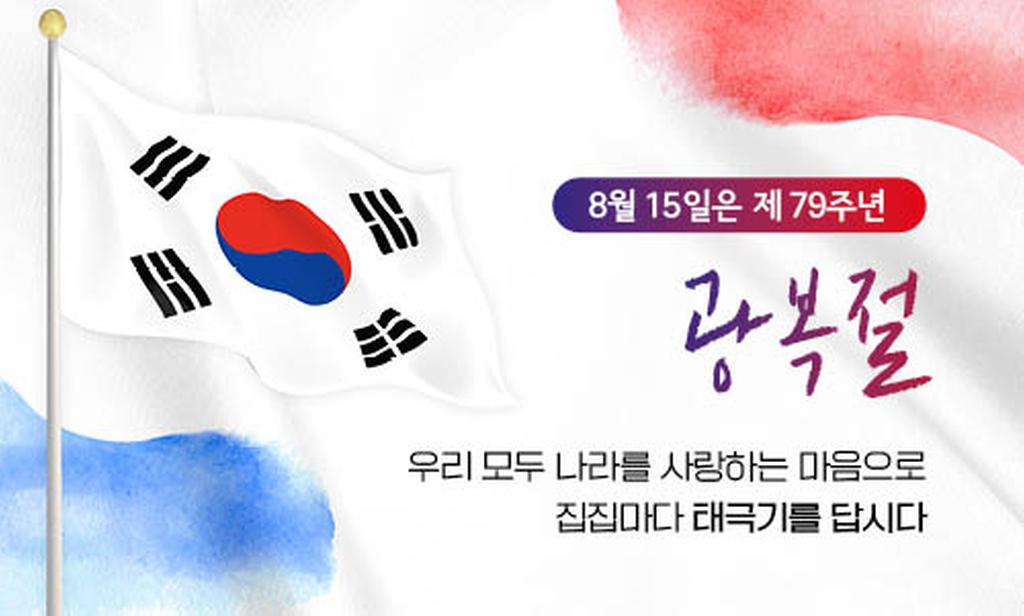 8월 15일은 제 79주년
광복절
우리 모두 나라를 사랑하는 마음으로
집집마다 태극기를 답시다